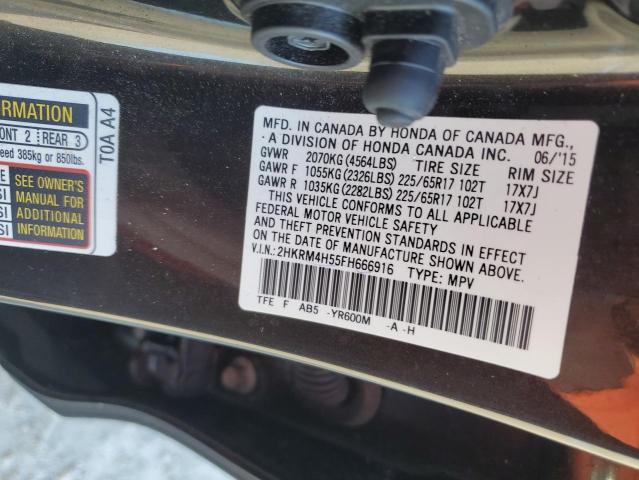 ORMATION
ONT 2 REAR 3
eed 385kg or 850lbs.
SEE OWNER'S
SI MANUAL FOR
SI ADDITIONAL
SI INFORMATION
T0A A4
MFD. IN CANADA BY HONDA OF CANADA MFG.,
- A DIVISION OF HONDA CANADA INC. 06/'15
GVWR 2070KG (4564LBS) TIRE SIZE RIM SIZE
GAWR F 1055KG (2326LBS) 225/65R17 102T 17X7J
GAWR R 1035KG (2282LBS) 225/65R17 102T 17X7J
THIS VEHICLE CONFORMS TO ALL APPLICABLE
FEDERAL MOTOR VEHICLE SAFETY
AND THEFT PREVENTION STANDARDS IN EFFECT
ON THE DATE OF MANUFACTURE SHOWN ABOVE.
V.I.N.: 2HKRM4H55FH666916 TYPE: MPV
TFE F AB5 -YR600M -A -H